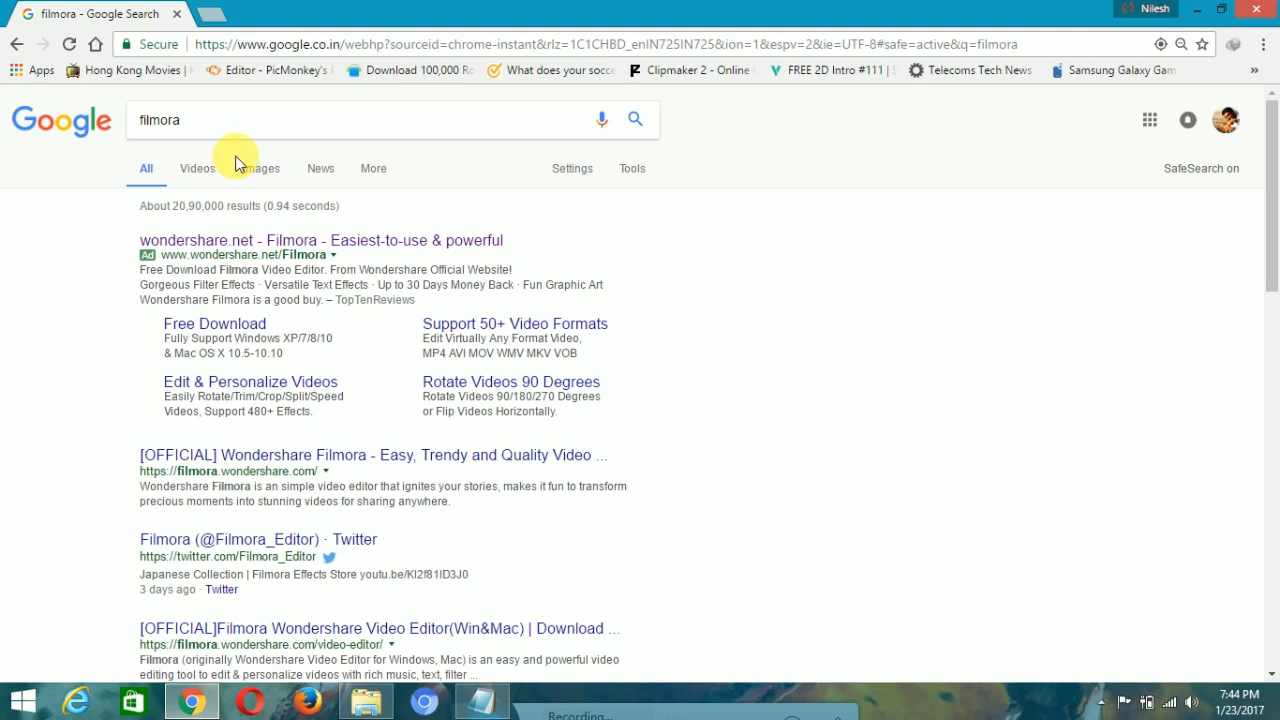 filmora - Google Search
Nilesh
Secure
https://www.google.co.in/webhp?sourceid=chrome-instant&rlz=1C1CHBD_enIN725IN725&ion=1&espv=2&ie=UTF-8#safe=active&q=filmora
Apps
Hong Kong Movies
Editor - PicMonkey's
Download 100,000 Ro
What does your socce
Clipmaker 2 - Online
FREE 2D Intro #111 | S
Telecoms Tech News
Samsung Galaxy Gam
»
Google
filmora
All
Videos
Images
News
More
Settings
Tools
SafeSearch on
About 20,90,000 results (0.94 seconds)
wondershare.net - Filmora - Easiest-to-use & powerful
Ad www.wondershare.net/Filmora
Free Download Filmora Video Editor. From Wondershare Official Website!
Gorgeous Filter Effects · Versatile Text Effects · Up to 30 Days Money Back · Fun Graphic Art
Wondershare Filmora is a good buy. – TopTenReviews
Free Download
Fully Support Windows XP/7/8/10
& Mac OS X 10.5-10.10
Support 50+ Video Formats
Edit Virtually Any Format Video,
MP4 AVI MOV WMV MKV VOB
Edit & Personalize Videos
Easily Rotate/Trim/Crop/Split/Speed
Videos, Support 480+ Effects.
Rotate Videos 90 Degrees
Rotate Videos 90/180/270 Degrees
or Flip Videos Horizontally.
[OFFICIAL] Wondershare Filmora - Easy, Trendy and Quality Video ...
https://filmora.wondershare.com/
Wondershare Filmora is an simple video editor that ignites your stories, makes it fun to transform
precious moments into stunning videos for sharing anywhere.
Filmora (@Filmora_Editor) · Twitter
https://twitter.com/Filmora_Editor
Japanese Collection | Filmora Effects Store youtu.be/KI2f81ID3J0
3 days ago · Twitter
[OFFICIAL]Filmora Wondershare Video Editor(Win&Mac) | Download ...
https://filmora.wondershare.com/video-editor/
Filmora (originally Wondershare Video Editor for Windows, Mac) is an easy and powerful video
editing tool to edit & personalize videos with rich music, text, filter ...
Recording...
7:44 PM
1/23/2017